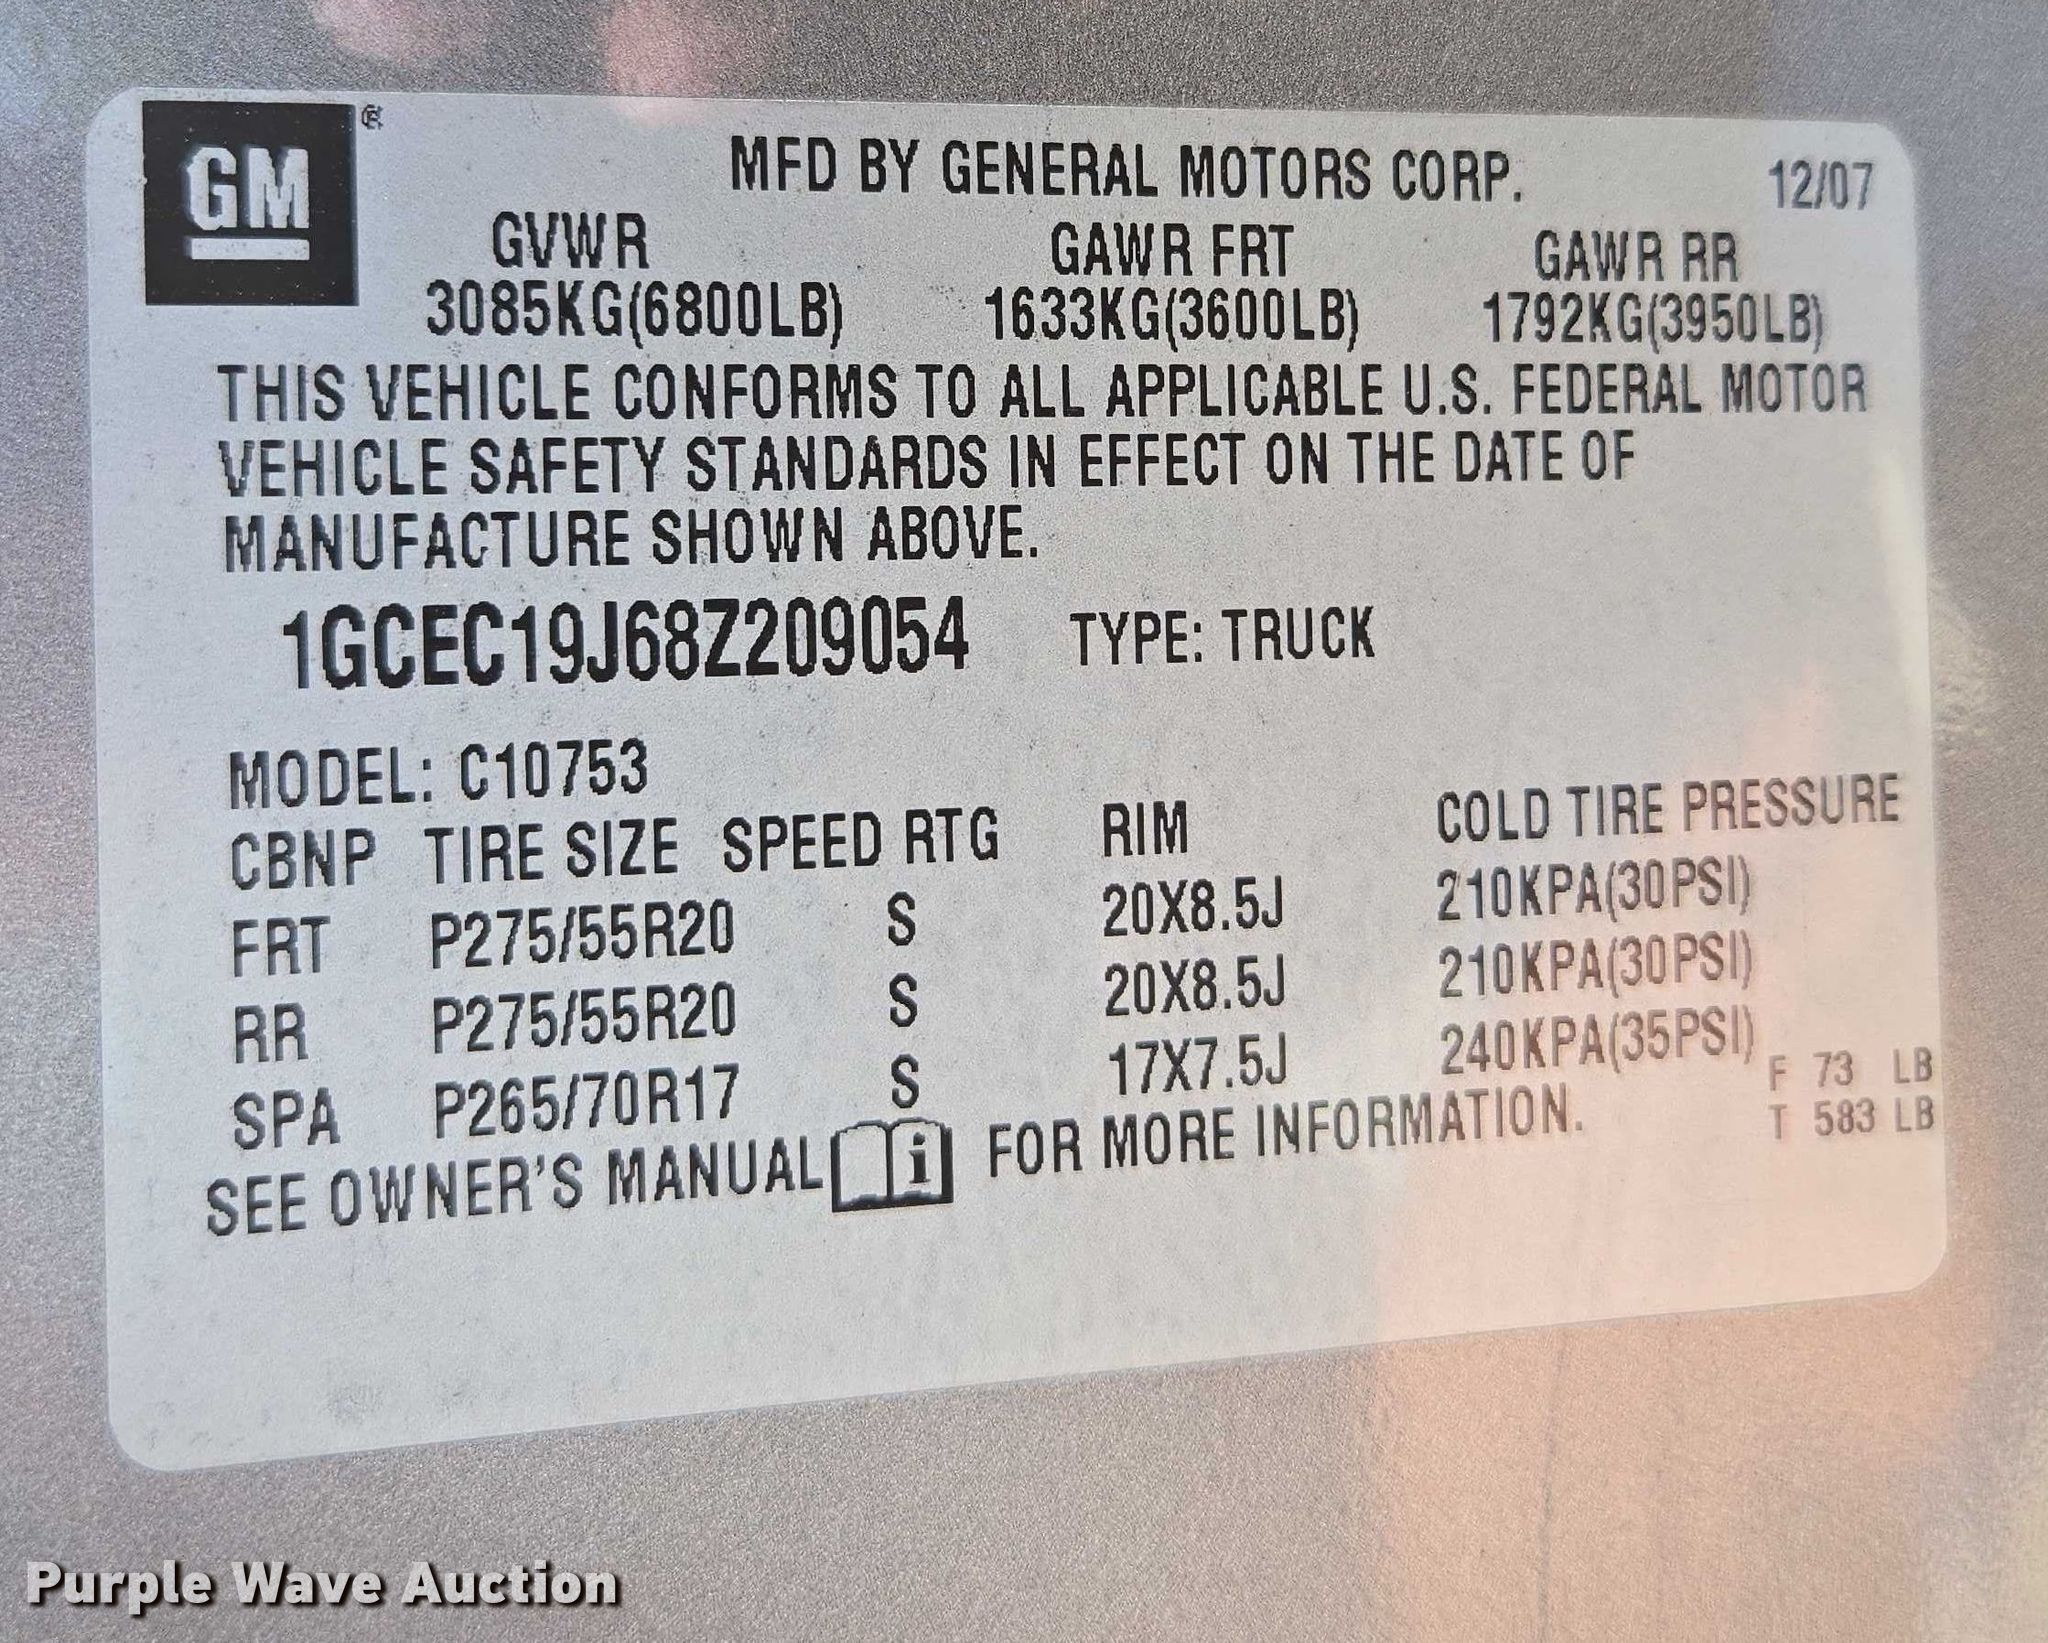 GM ®
MFD BY GENERAL MOTORS CORP. 12/07
GVWR GAWR FRT GAWR RR
3085KG(6800LB) 1633KG(3600LB) 1792KG(3950LB)
THIS VEHICLE CONFORMS TO ALL APPLICABLE U.S. FEDERAL MOTOR
VEHICLE SAFETY STANDARDS IN EFFECT ON THE DATE OF
MANUFACTURE SHOWN ABOVE.
1GCEC19J68Z209054 TYPE: TRUCK
MODEL: C10753
CBNP TIRE SIZE SPEED RTG RIM COLD TIRE PRESSURE
FRT P275/55R20 S 20X8.5J 210KPA(30PSI)
RR P275/55R20 S 20X8.5J 210KPA(30PSI)
SPA P265/70R17 S 17X7.5J 240KPA(35PSI)
F 73 LB
SEE OWNER'S MANUAL i FOR MORE INFORMATION. T 583 LB
Purple Wave Auction